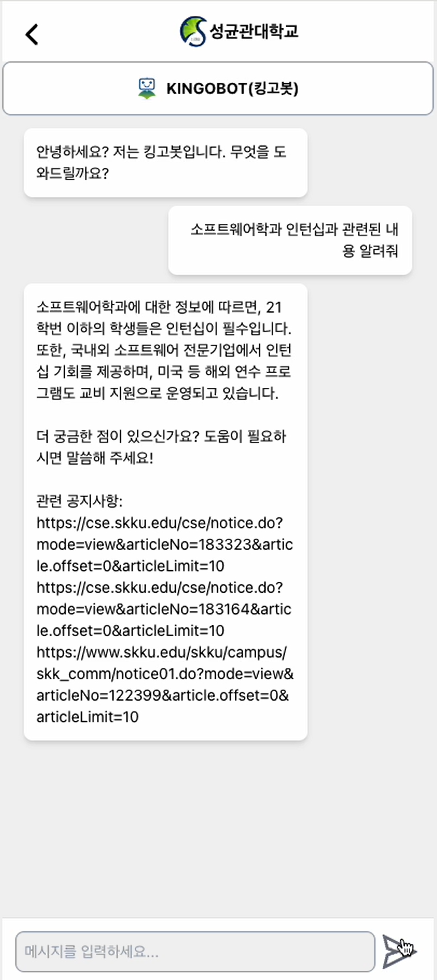 성균관대학교
KINGOBOT(킹고봇)
안녕하세요? 저는 킹고봇입니다. 무엇을 도
와드릴까요?
소프트웨어학과 인턴십과 관련된 내
용 알려줘
소프트웨어학과에 대한 정보에 따르면, 21
학번 이하의 학생들은 인턴십이 필수입니다.
또한, 국내외 소프트웨어 전문기업에서 인턴
십 기회를 제공하며, 미국 등 해외 연수 프로
그램도 교비 지원으로 운영되고 있습니다.
더 궁금한 점이 있으신가요? 도움이 필요하
시면 말씀해 주세요!
관련 공지사항:
https://cse.skku.edu/cse/notice.do?
mode=view&articleNo=183323&artic
le.offset=0&articleLimit=10
https://cse.skku.edu/cse/notice.do?
mode=view&articleNo=183164&artic
le.offset=0&articleLimit=10
https://www.skku.edu/skku/campus/
skk_comm/notice01.do?mode=view&
articleNo=122399&article.offset=0&
articleLimit=10
메시지를 입력하세요...